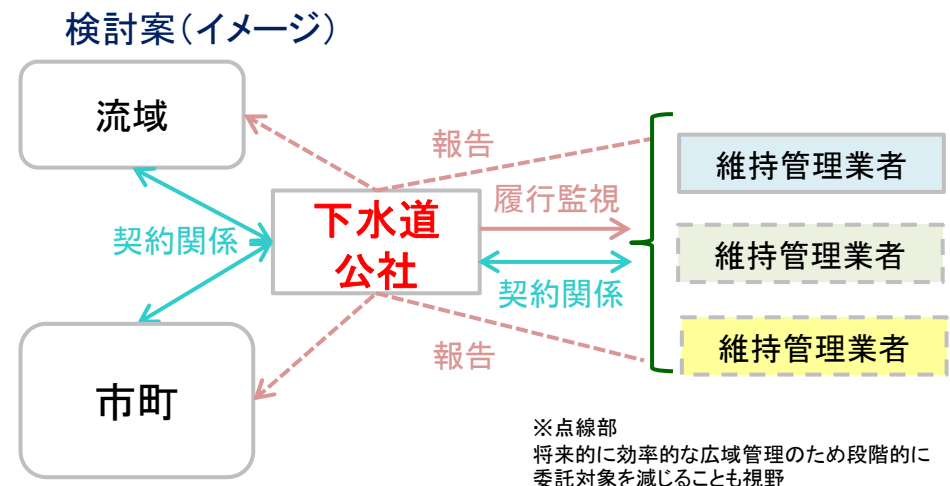 検討案(イメージ)
流域
報告
維持管理業者
履行監視
下水道
公社
契約関係
維持管理業者
契約関係
報告
維持管理業者
市町
※点線部
将来的に効率的な広域管理のため段階的に
委託対象を減じることも視野